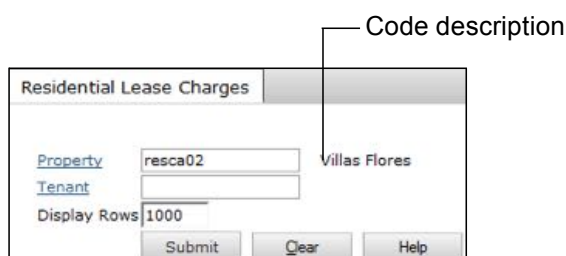 Code description
Residential Lease Charges
Property resca02 Villas Flores
Tenant
Display Rows 1000
Submit Clear Help